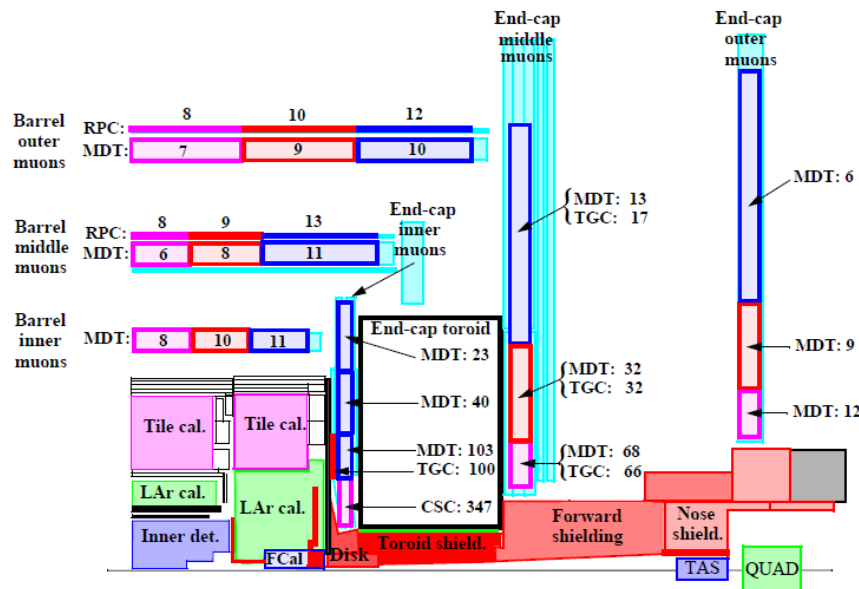 End-cap
middle
muons
End-cap
outer
muons
Barrel
outer
muons
8 10 12
RPC:
MDT:
7 9 10
Barrel
middle
muons
8 9 13
RPC:
MDT:
6 8 11
End-cap
inner
muons
Barrel
inner
muons
MDT:
8 10 11
End-cap toroid
MDT: 23
MDT: 40
MDT: 103
TGC: 100
CSC: 347
{MDT: 13
TGC: 17
{MDT: 32
TGC: 32
{MDT: 68
TGC: 66
MDT: 6
MDT: 9
MDT: 12
Tile cal.
Tile cal.
LAr cal.
LAr cal.
Inner det.
FCal
Disk
Toroid shield.
Forward
shielding
Nose
shield.
TAS
QUAD